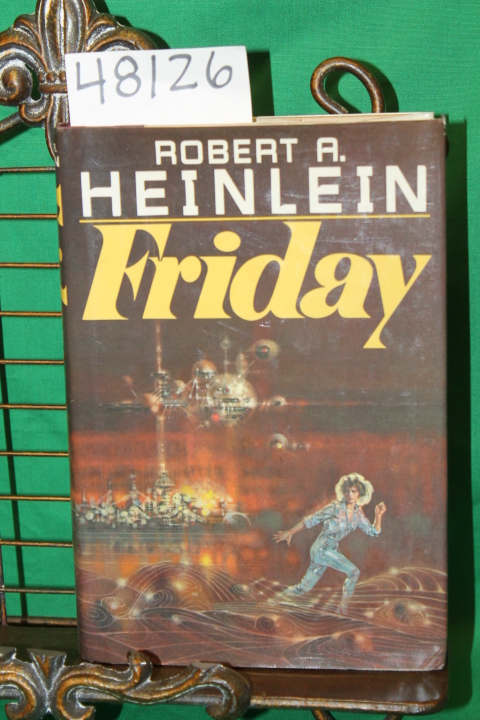 48126
ROBERT A.
HEINLEIN
Friday